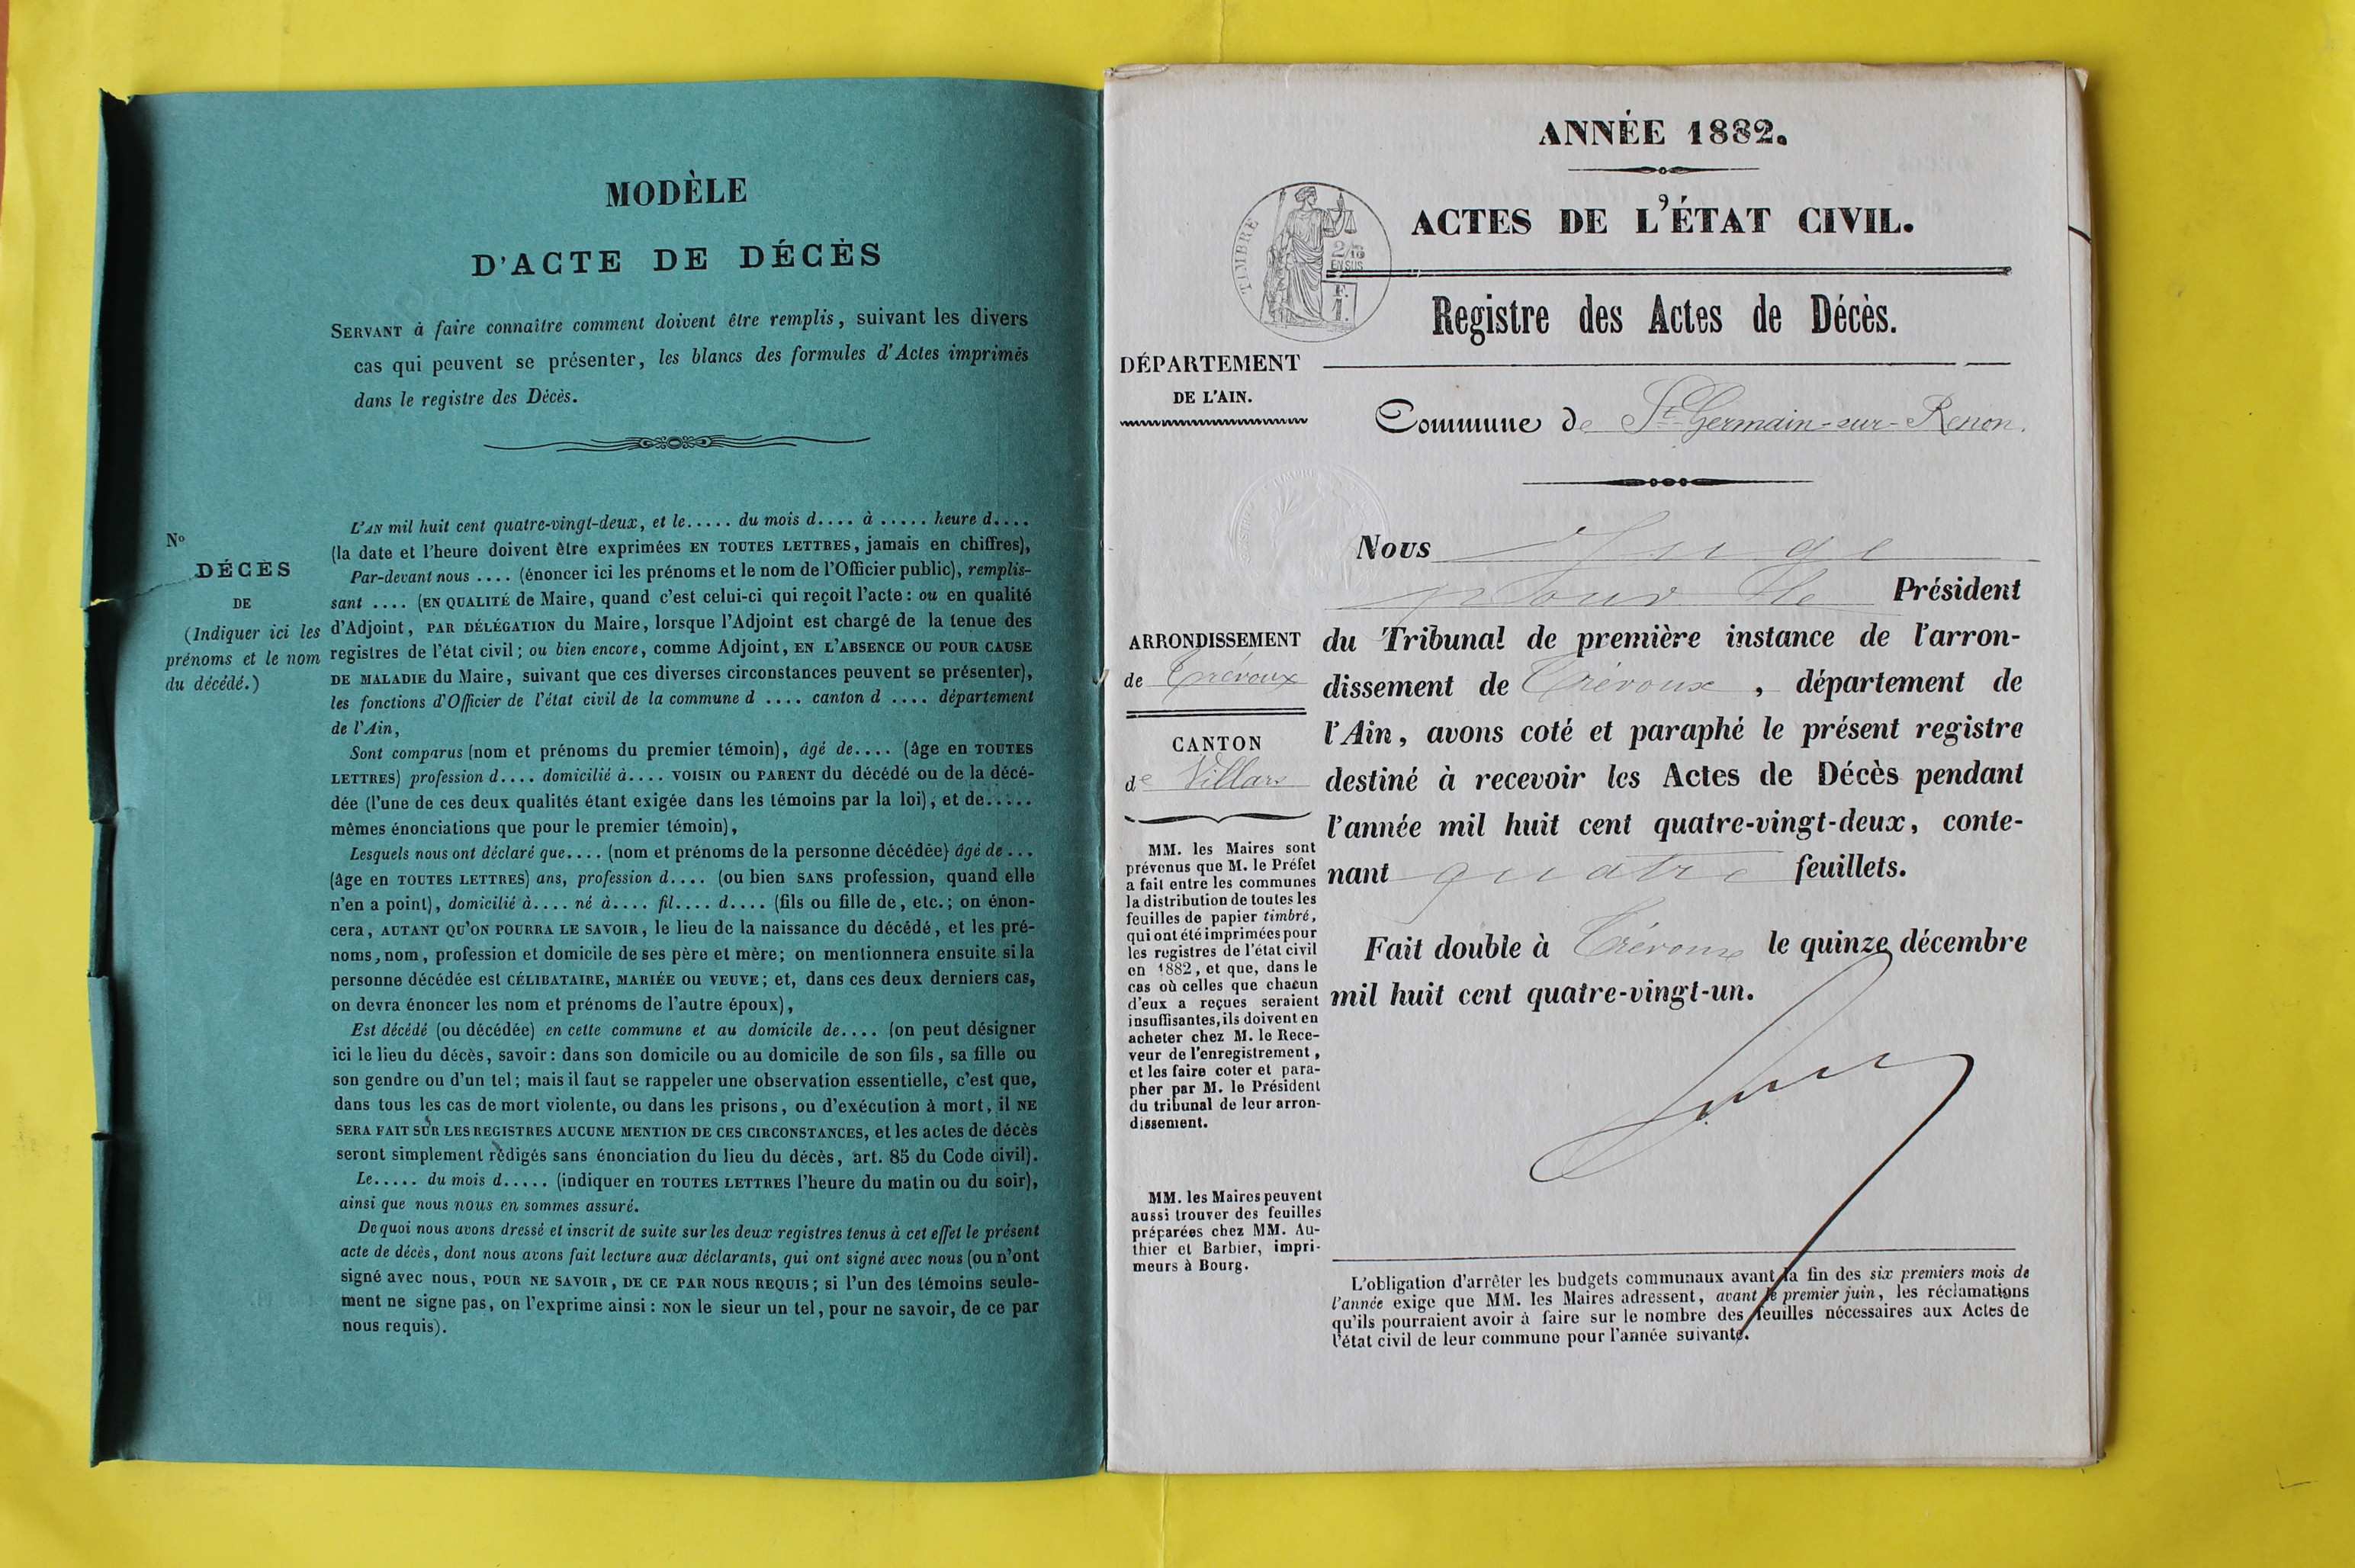 MODÈLE
D'ACTE DE DÉCÈS
SERVANT à faire connaître comment doivent être remplis, suivant les divers
cas qui peuvent se présenter, les blancs des formules d'Actes imprimés
dans le registre des Décès.
N°
DÉCÈS
DE
(Indiquer ici les
prénoms et le nom
du décédé.)
L'AN mil huit cent quatre-vingt-deux, et le..... du mois d.... à ..... heure d....
(la date et l'heure doivent être exprimées EN TOUTES LETTRES, jamais en chiffres),
Par-devant nous .... (énoncer ici les prénoms et le nom de l'Officier public), remplis-
sant .... (EN QUALITÉ de Maire, quand c'est celui-ci qui reçoit l'acte : ou en qualité
d'Adjoint, PAR DÉLÉGATION du Maire, lorsque l'Adjoint est chargé de la tenue des
registres de l'état civil; ou bien encore, comme Adjoint, EN L'ABSENCE OU POUR CAUSE
DE MALADIE du Maire, suivant que ces diverses circonstances peuvent se présenter),
les fonctions d'Officier de l'état civil de la commune d .... canton d .... département
de l'Ain,
Sont comparus (nom et prénoms du premier témoin), âgé de.... (âge en TOUTES
LETTRES) profession d.... domicilié à.... VOISIN OU PARENT du décédé ou de la décé-
dée (l'une de ces deux qualités étant exigée dans les témoins par la loi), et de.....
mêmes énonciations que pour le premier témoin),
Lesquels nous ont déclaré que.... (nom et prénoms de la personne décédée) âgé de ...
(âge en TOUTES LETTRES) ans, profession d.... (ou bien SANS profession, quand elle
n'en a point), domicilié à.... né à.... fil.... d.... (fils ou fille de, etc.; on énon-
cera, AUTANT QU'ON POURRA LE SAVOIR, le lieu de la naissance du décédé, et les pré-
noms, nom, profession et domicile de ses père et mère; on mentionnera ensuite si la
personne décédée est CÉLIBATAIRE, MARIÉE OU VEUVE; et, dans ces deux derniers cas,
on devra énoncer les nom et prénoms de l'autre époux),
Est décédé (ou décédée) en cette commune et au domicile de.... (on peut désigner
ici le lieu du décès, savoir : dans son domicile ou au domicile de son fils, sa fille ou
son gendre ou d'un tel; mais il faut se rappeler une observation essentielle, c'est que,
dans tous les cas de mort violente, ou dans les prisons, ou d'exécution à mort, il NE
SERA FAIT SUR LES REGISTRES AUCUNE MENTION DE CES CIRCONSTANCES, et les actes de décès
seront simplement rédigés sans énonciation du lieu du décès, art. 85 du Code civil).
Le..... du mois d..... (indiquer en TOUTES LETTRES l'heure du matin ou du soir),
ainsi que nous nous en sommes assuré.
De quoi nous avons dressé et inscrit de suite sur les deux registres tenus à cet effet le présent
acte de décès, dont nous avons fait lecture aux déclarants, qui ont signé avec nous (ou n'ont
signé avec nous, POUR NE SAVOIR, DE CE PAR NOUS REQUIS; si l'un des témoins seule-
ment ne signe pas, on l'exprime ainsi : NON le sieur un tel, pour ne savoir, de ce par
nous requis).
ANNÉE 1882.
ACTES DE L'ÉTAT CIVIL.
TIMBRE
2/10
EN SUS
F.
1.
Registre des Actes de Décès.
DÉPARTEMENT
DE L'AIN.
Commune de St Germain-sur-Renon.
Nous Juge
pour le Président
du Tribunal de première instance de l'arron-
dissement de Trévoux, département de
l'Ain, avons coté et paraphé le présent registre
destiné à recevoir les Actes de Décès pendant
l'année mil huit cent quatre-vingt-deux, conte-
nant quatre feuillets.
Fait double à Trévoux le quinze décembre
mil huit cent quatre-vingt-un.
ARRONDISSEMENT
de Trévoux
CANTON
de Villars
MM. les Maires sont
prévenus que M. le Préfet
a fait entre les communes
la distribution de toutes les
feuilles de papier timbré,
qui ont été imprimées pour
les registres de l'état civil
en 1882, et que, dans le
cas où celles que chacun
d'eux a reçues seraient
insuffisantes, ils doivent en
acheter chez M. le Rece-
veur de l'enregistrement,
et les faire coter et para-
pher par M. le Président
du tribunal de leur arron-
dissement.
MM. les Maires peuvent
aussi trouver des feuilles
préparées chez MM. Au-
thier et Barbier, impri-
meurs à Bourg.
L'obligation d'arrêter les budgets communaux avant la fin des six premiers mois de
l'année exige que MM. les Maires adressent, avant le premier juin, les réclamations
qu'ils pourraient avoir à faire sur le nombre des feuilles nécessaires aux Actes de
l'état civil de leur commune pour l'année suivante.